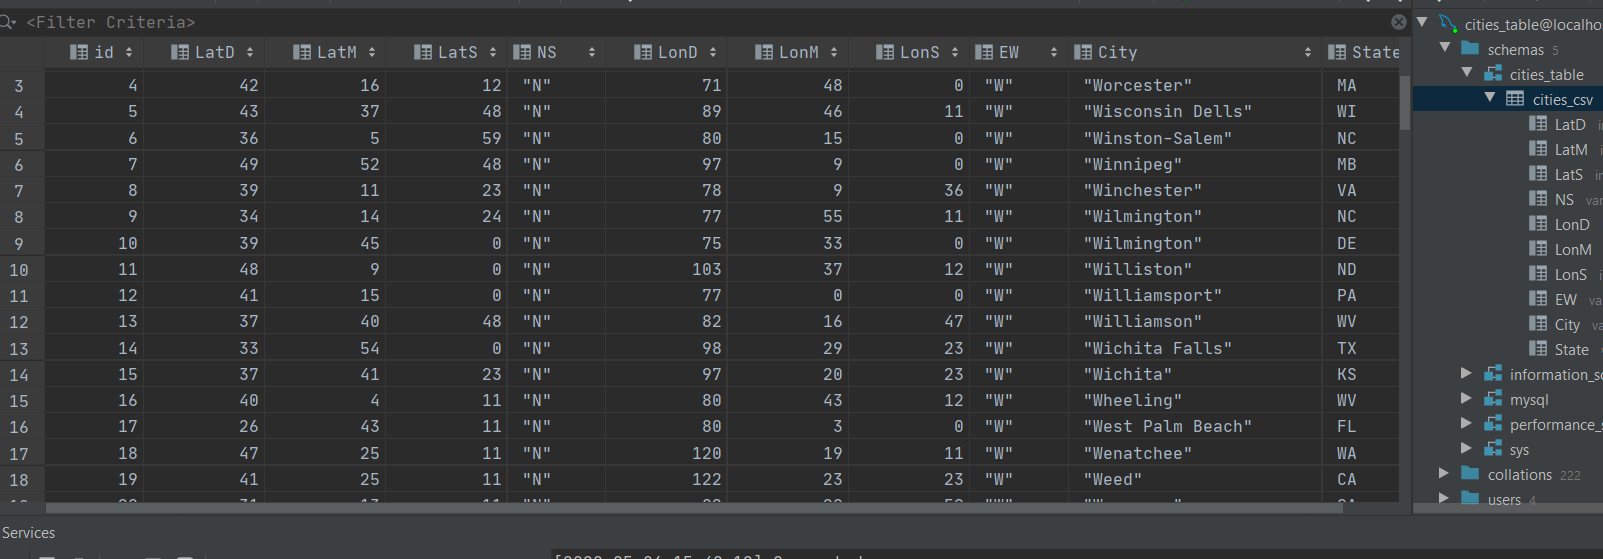 <Filter Criteria>
id LatD LatM LatS NS LonD LonM LonS EW City State
3 4 42 16 12 "N" 71 48 0 "W" "Worcester" MA
4 5 43 37 48 "N" 89 46 11 "W" "Wisconsin Dells" WI
5 6 36 5 59 "N" 80 15 0 "W" "Winston-Salem" NC
6 7 49 52 48 "N" 97 9 0 "W" "Winnipeg" MB
7 8 39 11 23 "N" 78 9 36 "W" "Winchester" VA
8 9 34 14 24 "N" 77 55 11 "W" "Wilmington" NC
9 10 39 45 0 "N" 75 33 0 "W" "Wilmington" DE
10 11 48 9 0 "N" 103 37 12 "W" "Williston" ND
11 12 41 15 0 "N" 77 0 0 "W" "Williamsport" PA
12 13 37 40 48 "N" 82 16 47 "W" "Williamson" WV
13 14 33 54 0 "N" 98 29 23 "W" "Wichita Falls" TX
14 15 37 41 23 "N" 97 20 23 "W" "Wichita" KS
15 16 40 4 11 "N" 80 43 12 "W" "Wheeling" WV
16 17 26 43 11 "N" 80 3 0 "W" "West Palm Beach" FL
17 18 47 25 11 "N" 120 19 11 "W" "Wenatchee" WA
18 19 41 25 11 "N" 122 23 23 "W" "Weed" CA
Services
cities_table@localho
schemas 5
cities_table
cities_csv
LatD in
LatM i
LatS in
NS var
LonD
LonM
LonS i
EW va
City va
State
information_s
mysql
performance_s
sys
collations 222
users 4